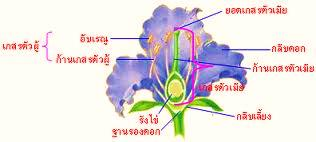 ยอดเกสรตัวเมีย
อับเรณู
เกสรตัวผู้
กลีบดอก
ก้านเกสรตัวผู้
ก้านเกสรตัวเมีย
เกสรตัวเมีย
รังไข่
กลีบเลี้ยง
ฐานรองดอก